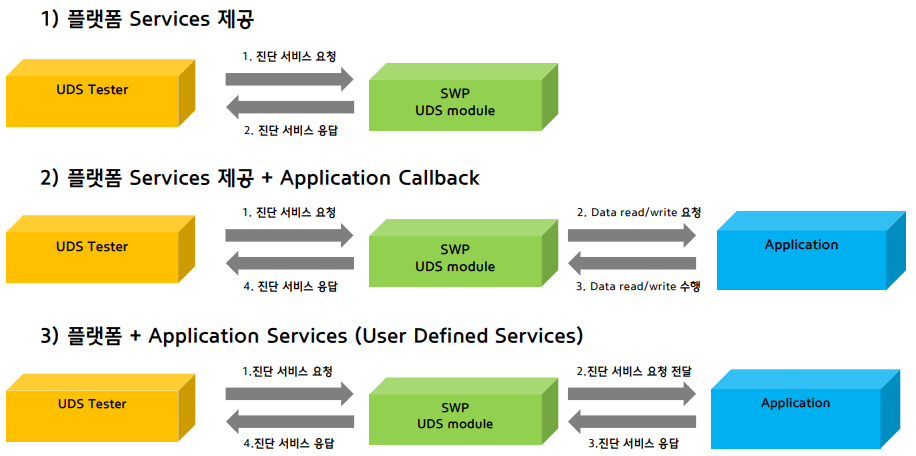 1) 플랫폼 Services 제공
1. 진단 서비스 요청
UDS Tester
SWP
UDS module
2. 진단 서비스 응답
2) 플랫폼 Services 제공 + Application Callback
1. 진단 서비스 요청
2. Data read/write 요청
UDS Tester
SWP
UDS module
Application
4. 진단 서비스 응답
3. Data read/write 수행
3) 플랫폼 + Application Services (User Defined Services)
1.진단 서비스 요청
2.진단 서비스 요청 전달
UDS Tester
SWP
UDS module
Application
4.진단 서비스 응답
3.진단 서비스 응답